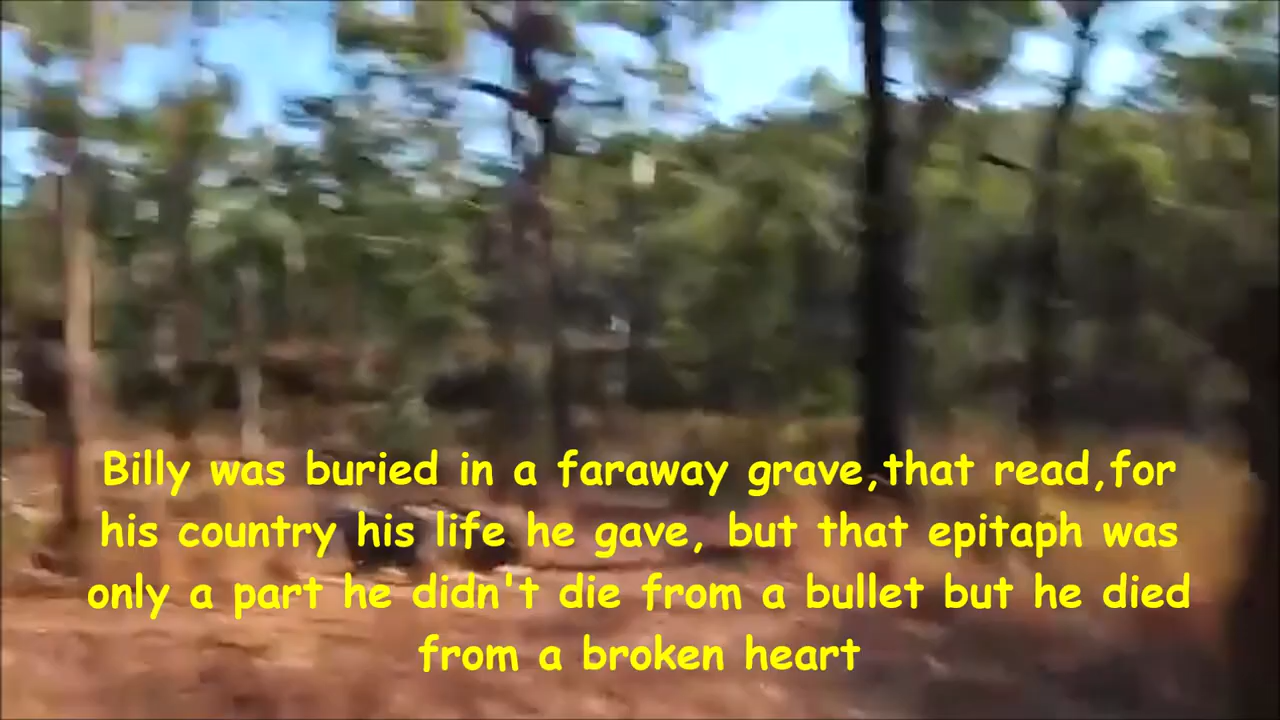 Billy was buried in a faraway grave,that read,for
his country his life he gave, but that epitaph was
only a part he didn't die from a bullet but he died
from a broken heart